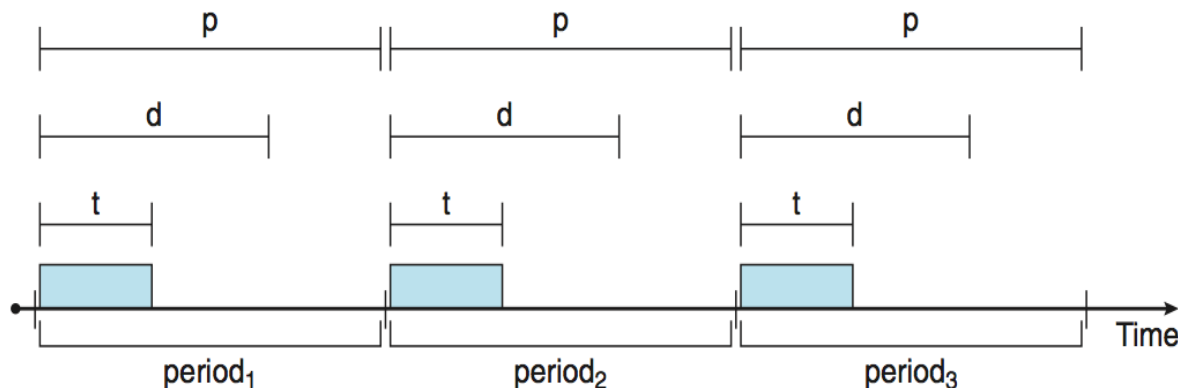 p p p
d d d
t t t
Time
period₁ period₂ period₃